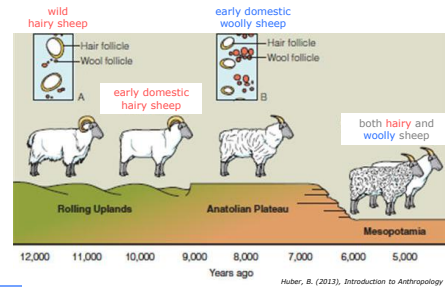 wild
hairy sheep
early domestic
woolly sheep
Hair follicle
Wool follicle
A
Hair follicle
Wool follicle
B
early domestic
hairy sheep
both hairy and
woolly sheep
Rolling Uplands
Anatolian Plateau
Mesopotamia
12,000 11,000 10,000 9,000 8,000 7,000 6,000 5,000
Years ago
Huber, B. (2013), Introduction to Anthropology